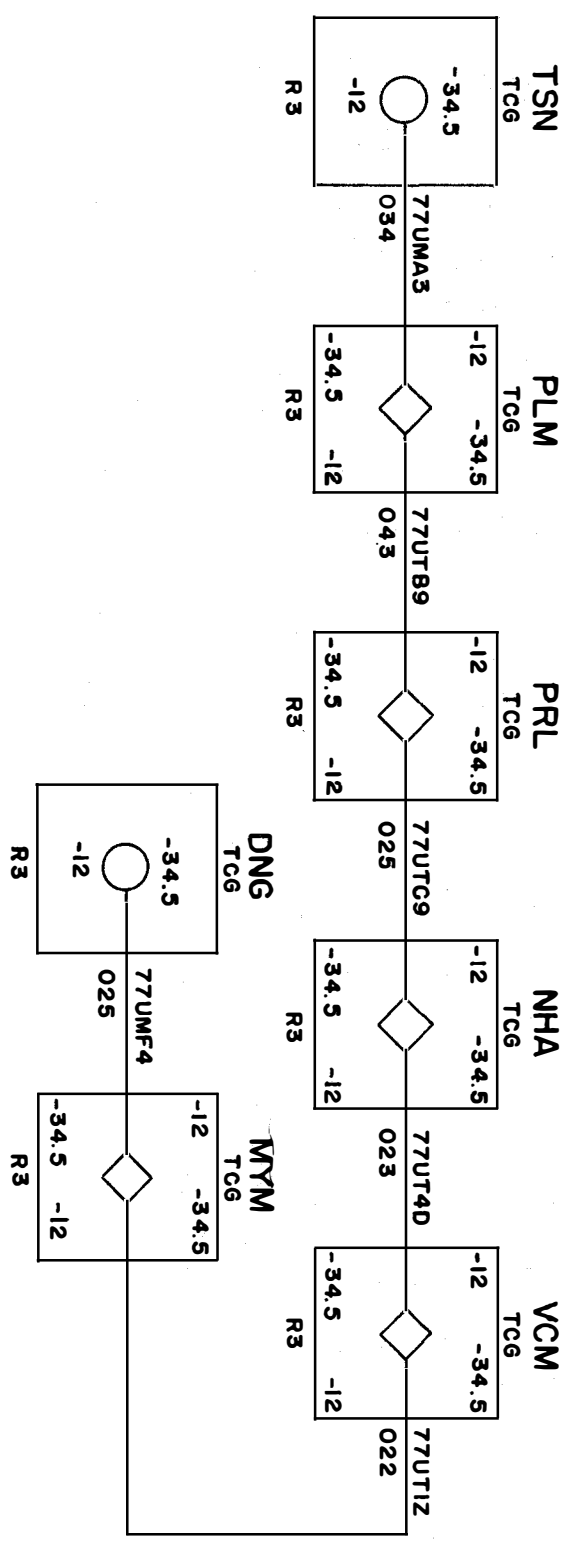 TSN
TCG
-34.5
-12
R3
77UMA3
034
PLM
TCG
-12 -34.5
-34.5 -12
R3
77UTB9
043
PRL
TCG
-12 -34.5
-34.5 -12
R3
77UTC9
025
NHA
TCG
-12 -34.5
-34.5 -12
R3
77UT4D
023
VCM
TCG
-12 -34.5
-34.5 -12
R3
77UT1Z
022
DNG
TCG
-34.5
-12
R3
77UMF4
025
MYM
TCG
-12 -34.5
-34.5 -12
R3